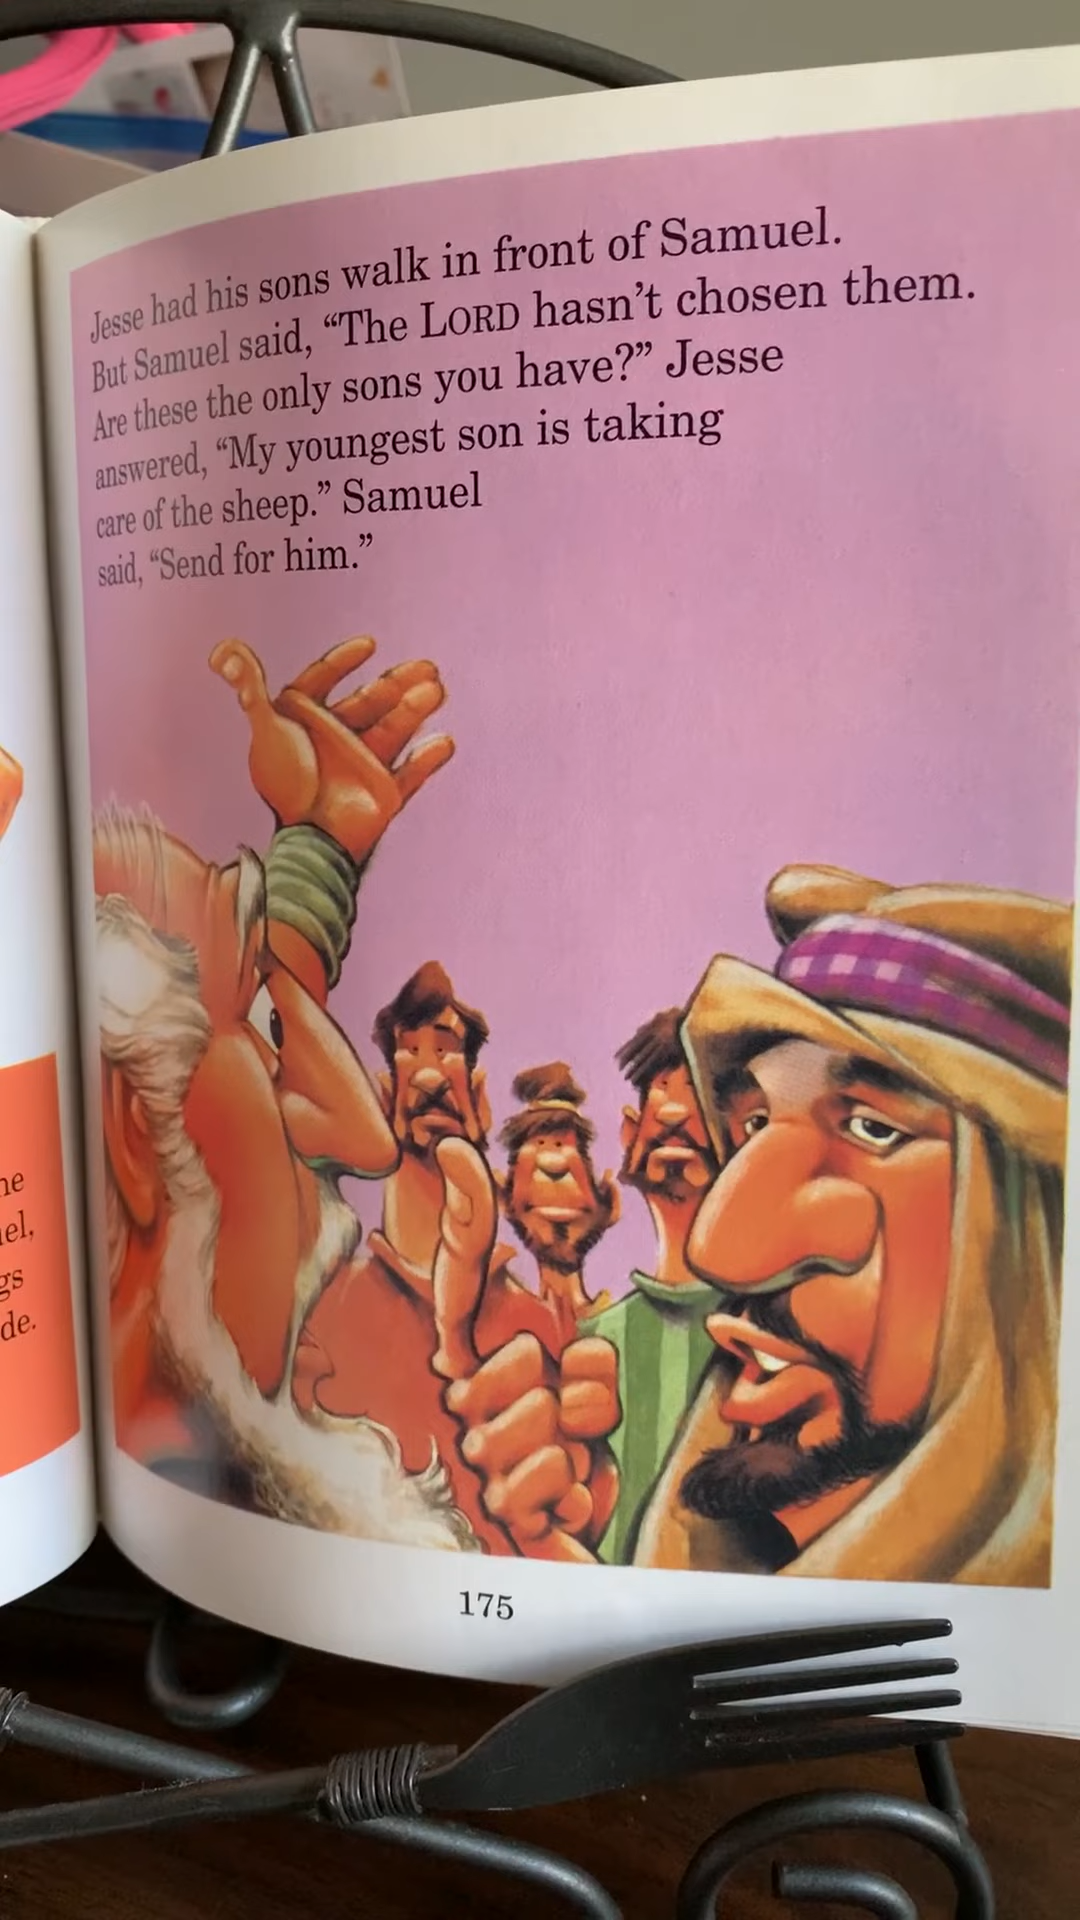 Jesse had his sons walk in front of Samuel.
But Samuel said, “The LORD hasn’t chosen them.
Are these the only sons you have?” Jesse
answered, “My youngest son is taking
care of the sheep.” Samuel
said, “Send for him.”
175